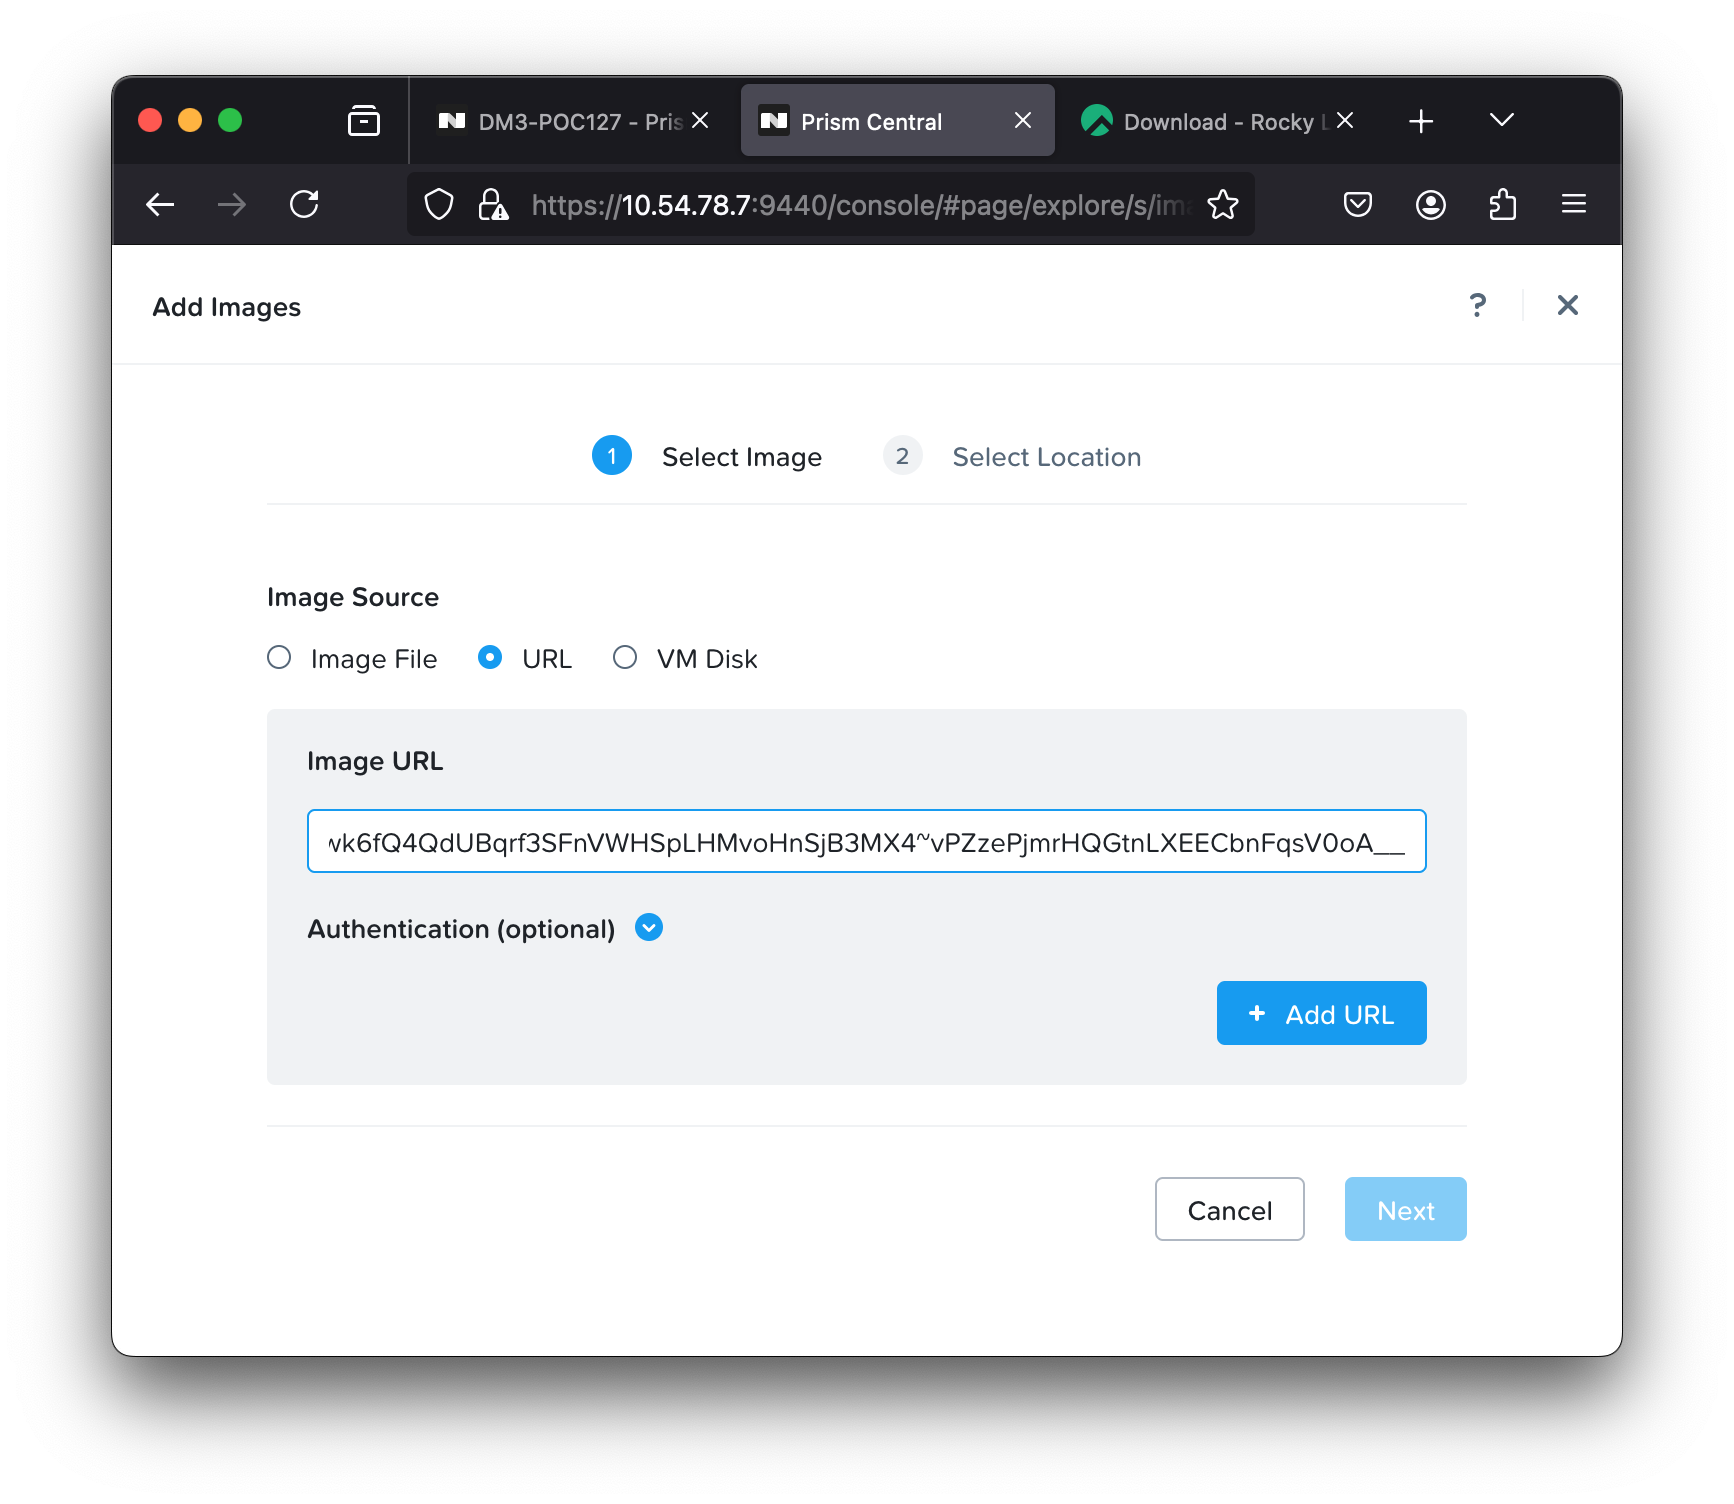 DM3-POC127 - Pris
Prism Central
Download - Rocky L
https://10.54.78.7:9440/console/#page/explore/s/ima
Add Images
?
1 Select Image 2 Select Location
Image Source
Image File URL VM Disk
Image URL
wk6fQ4QdUBqrf3SFnVWHSpLHMvoHnSjB3MX4~vPZzePjmrHQGtnLXEECbnFqsV0oA__
Authentication (optional)
+ Add URL
Cancel Next